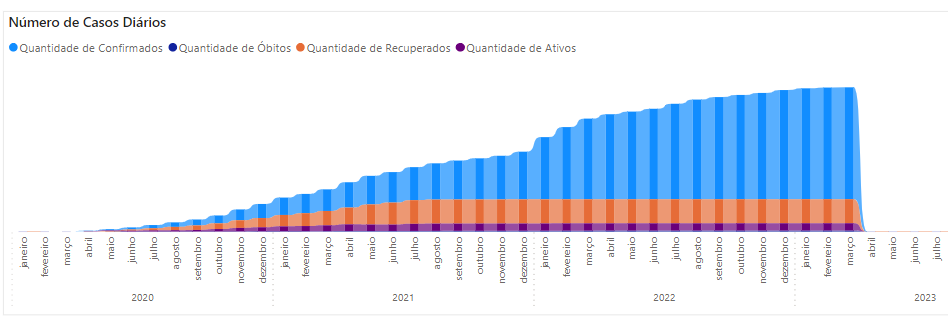 Número de Casos Diários
Quantidade de Confirmados Quantidade de Óbitos Quantidade de Recuperados Quantidade de Ativos
janeiro fevereiro março abril maio junho julho agosto setembro outubro novembro dezembro janeiro fevereiro março abril maio junho julho agosto setembro outubro novembro dezembro janeiro fevereiro março abril maio junho julho agosto setembro outubro novembro dezembro janeiro fevereiro março abril maio junho julho
2020 2021 2022 2023